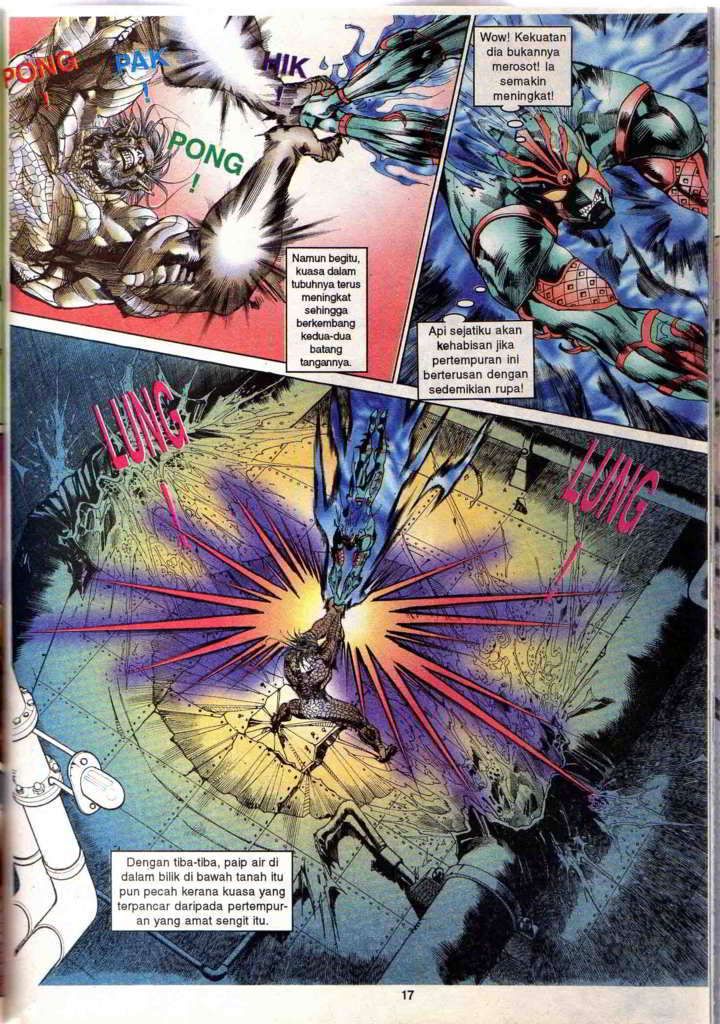 PONG
!
PAK
!
HIK
!
PONG
!
Namun begitu,
kuasa dalam
tubuhnya terus
meningkat
sehingga
berkembang
kedua-dua
batang
tangannya.
Wow! Kekuatan
dia bukannya
merosot! Ia
semakin
meningkat!
Api sejatiku akan
kehabisan jika
pertempuran ini
berterusan dengan
sedemikian rupa!
LUNG
!
LUNG
!
Dengan tiba-tiba, paip air di
dalam bilik di bawah tanah itu
pun pecah kerana kuasa yang
terpancar daripada pertempur-
an yang amat sengit itu.
17